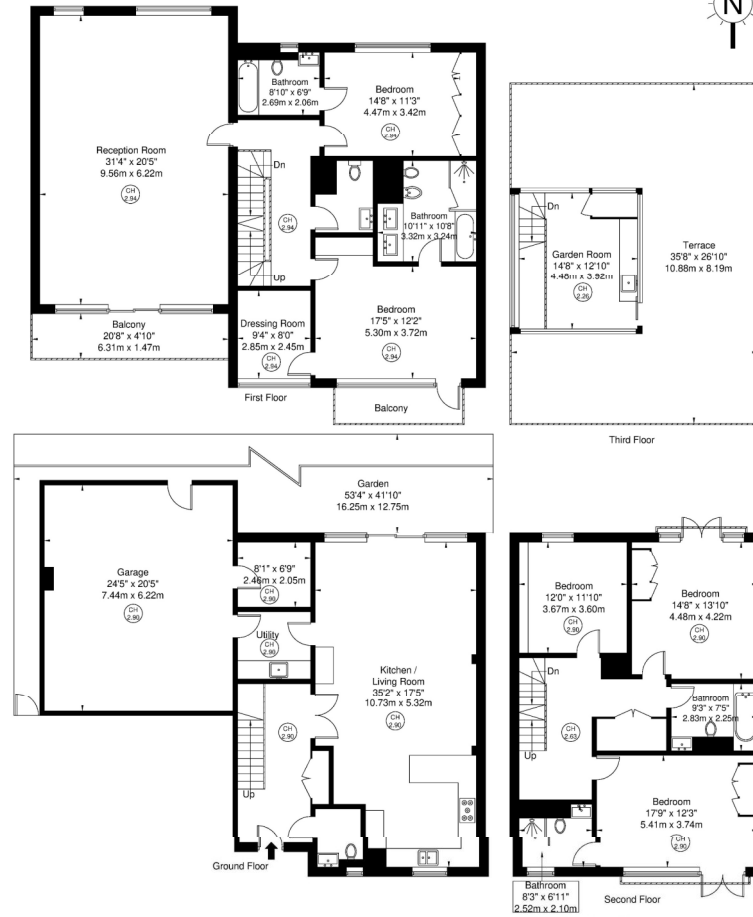 N
Reception Room
31'4" x 20'5"
9.56m x 6.22m
CH
2.94
Bathroom
8'10" x 6'9"
2.69m x 2.06m
Bedroom
14'8" x 11'3"
4.47m x 3.42m
CH
2.94
Dn
CH
2.94
Up
Bathroom
10'11" x 10'8"
3.32m x 3.24m
Dressing Room
9'4" x 8'0"
2.85m x 2.45m
CH
2.94
Bedroom
17'5" x 12'2"
5.30m x 3.72m
CH
2.94
Balcony
20'8" x 4'10"
6.31m x 1.47m
First Floor
Balcony
Dn
Garden Room
14'8" x 12'10"
4.48m x 3.92m
CH
2.26
Terrace
35'8" x 26'10"
10.88m x 8.19m
Third Floor
Garden
53'4" x 41'10"
16.25m x 12.75m
Garage
24'5" x 20'5"
7.44m x 6.22m
CH
2.90
8'1" x 6'9"
2.46m x 2.05m
CH
2.90
Utility
CH
2.90
Kitchen /
Living Room
35'2" x 17'5"
10.73m x 5.32m
CH
2.90
CH
2.90
Up
Ground Floor
Bedroom
12'0" x 11'10"
3.67m x 3.60m
CH
2.90
Bedroom
14'8" x 13'10"
4.48m x 4.22m
CH
2.90
Dn
CH
2.63
Up
Bathroom
9'3" x 7'5"
2.83m x 2.25m
Bedroom
17'9" x 12'3"
5.41m x 3.74m
CH
2.90
Bathroom
8'3" x 6'11"
2.52m x 2.10m
Second Floor